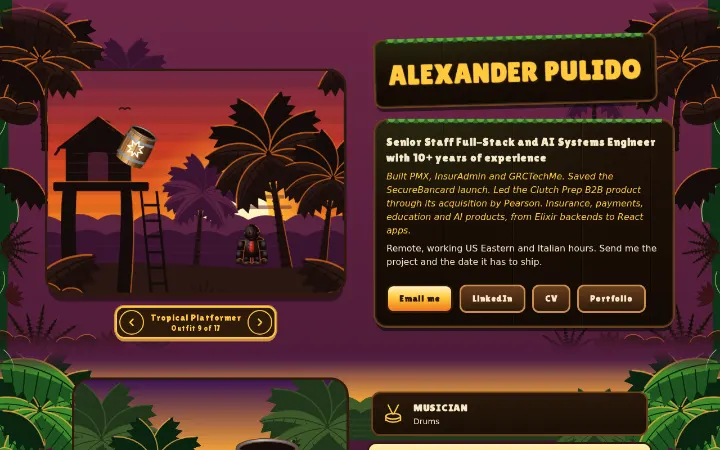 ALEXANDER PULIDO
Senior Staff Full-Stack and AI Systems Engineer
with 10+ years of experience
Built PMX, InsurAdmin and GRCTechMe. Saved the
SecureBancard launch. Led the Clutch Prep B2B product
through its acquisition by Pearson. Insurance, payments,
education and AI products, from Elixir backends to React
apps.
Remote, working US Eastern and Italian hours. Send me the
project and the date it has to ship.
Email me
LinkedIn
CV
Portfolio
Tropical Platformer
Outfit 9 of 17
MUSICIAN
Drums